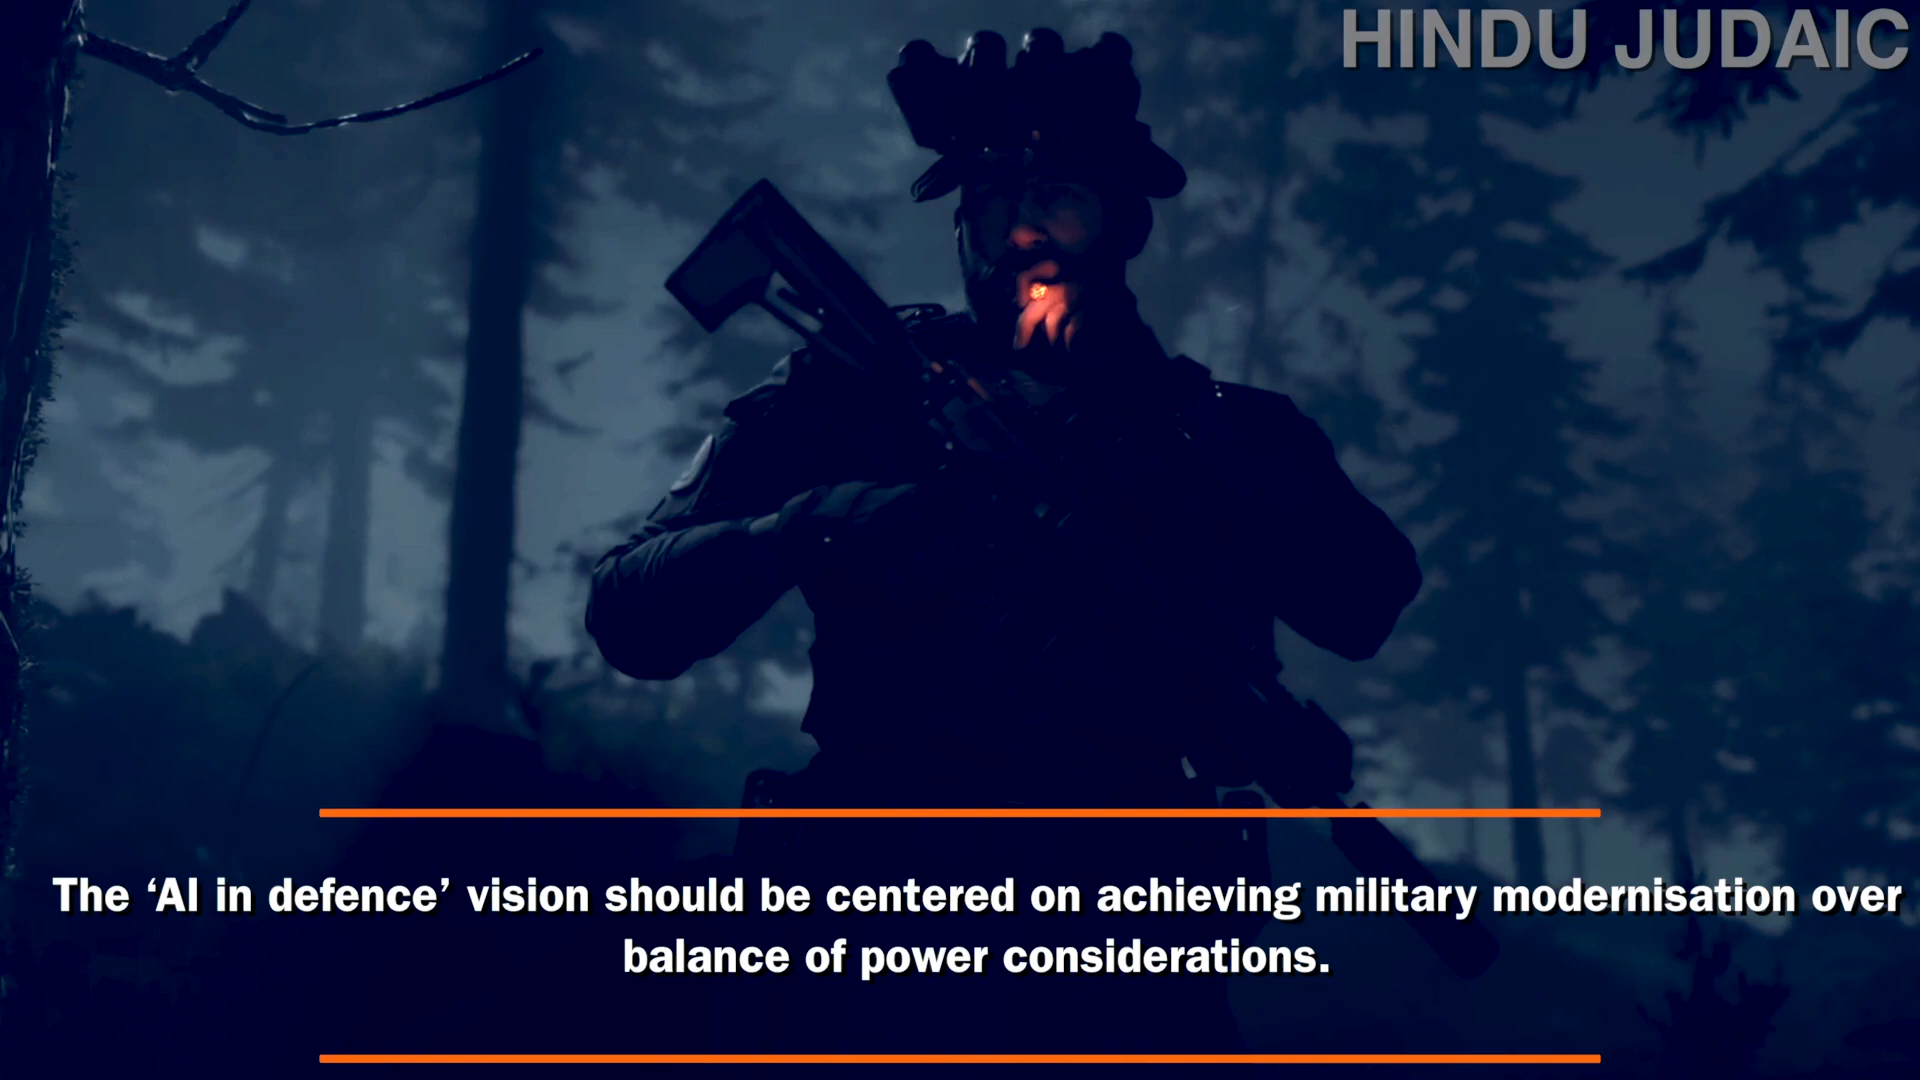 HINDU JUDAIC
The ‘AI in defence’ vision should be centered on achieving military modernisation over
balance of power considerations.